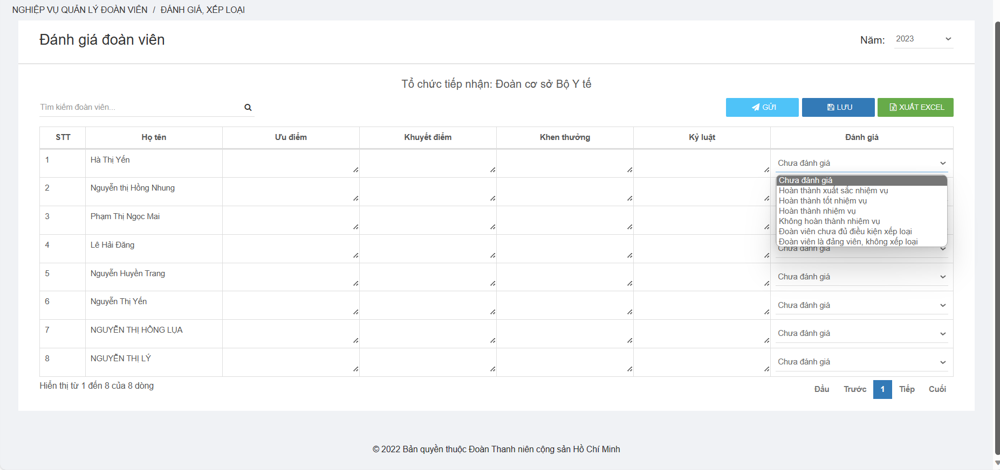 NGHIỆP VỤ QUẢN LÝ ĐOÀN VIÊN / ĐÁNH GIÁ, XẾP LOẠI
Đánh giá đoàn viên
Năm: 2023
Tổ chức tiếp nhận: Đoàn cơ sở Bộ Y tế
Tìm kiếm đoàn viên...
GỬI LƯU XUẤT EXCEL
STT Họ tên Ưu điểm Khuyết điểm Khen thưởng Kỷ luật Đánh giá
1 Hà Thị Yến Chưa đánh giá
Chưa đánh giá
Hoàn thành xuất sắc nhiệm vụ
Hoàn thành tốt nhiệm vụ
Hoàn thành nhiệm vụ
Không hoàn thành nhiệm vụ
Đoàn viên chưa đủ điều kiện xếp loại
Đoàn viên là đảng viên, không xếp loại
2 Nguyễn thị Hồng Nhung
3 Phạm Thị Ngọc Mai
4 Lê Hải Đăng Chưa đánh giá
5 Nguyễn Huyền Trang Chưa đánh giá
6 Nguyễn Thị Yến Chưa đánh giá
7 NGUYỄN THỊ HỒNG LỤA Chưa đánh giá
8 NGUYỄN THỊ LÝ Chưa đánh giá
Hiển thị từ 1 đến 8 của 8 dòng
Đầu Trước 1 Tiếp Cuối
© 2022 Bản quyền thuộc Đoàn Thanh niên cộng sản Hồ Chí Minh